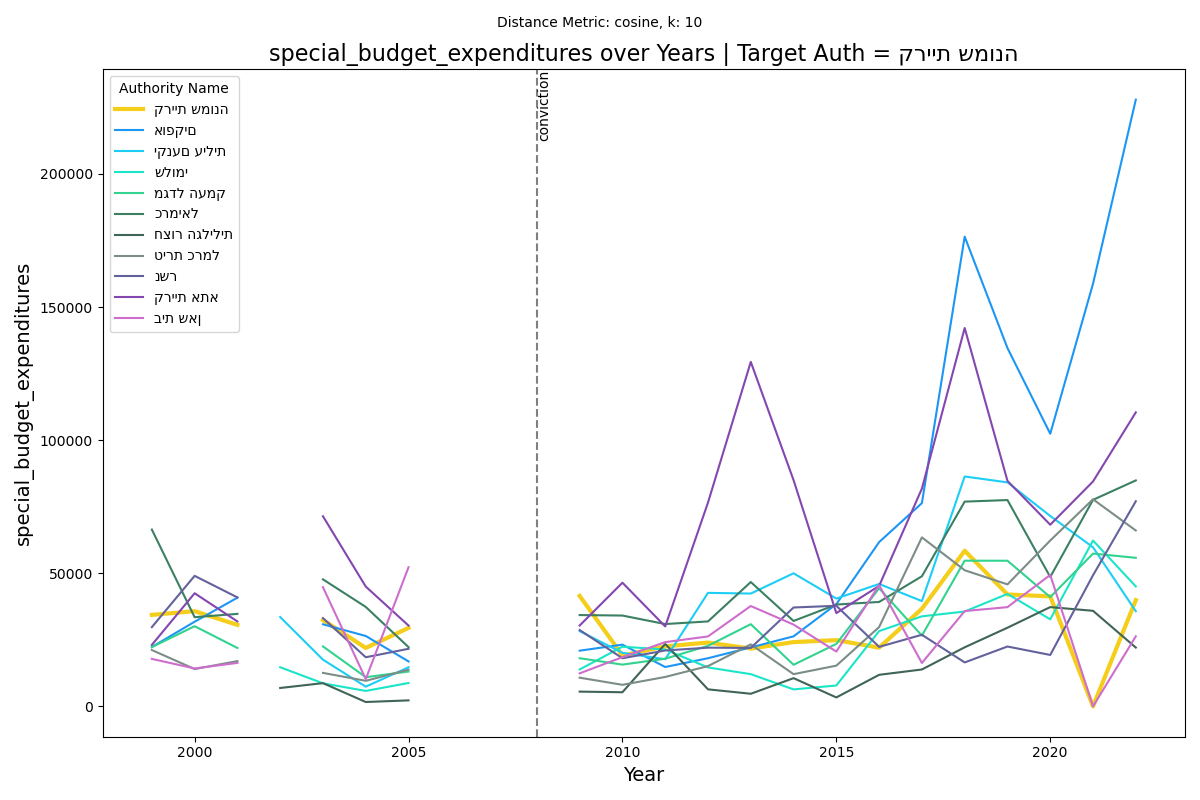 Distance Metric: cosine, k: 10
special_budget_expenditures over Years | Target Auth = קריית שמונה
Authority Name
קריית שמונה
אופקים
יקנעם עילית
שלומי
מגדל העמק
כרמיאל
חצור הגלילית
טירת כרמל
נשר
קריית אתא
בית שאן
conviction
special_budget_expenditures
200000
150000
100000
50000
0
2000
2005
2010
2015
2020
Year